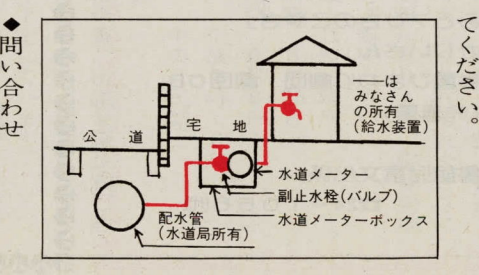 てください。
━━は
みなさん
の所有
(給水装置)
公道
宅地
水道メーター
副止水栓(バルブ)
水道メーターボックス
配水管
(水道局所有)
◆問い合わせ